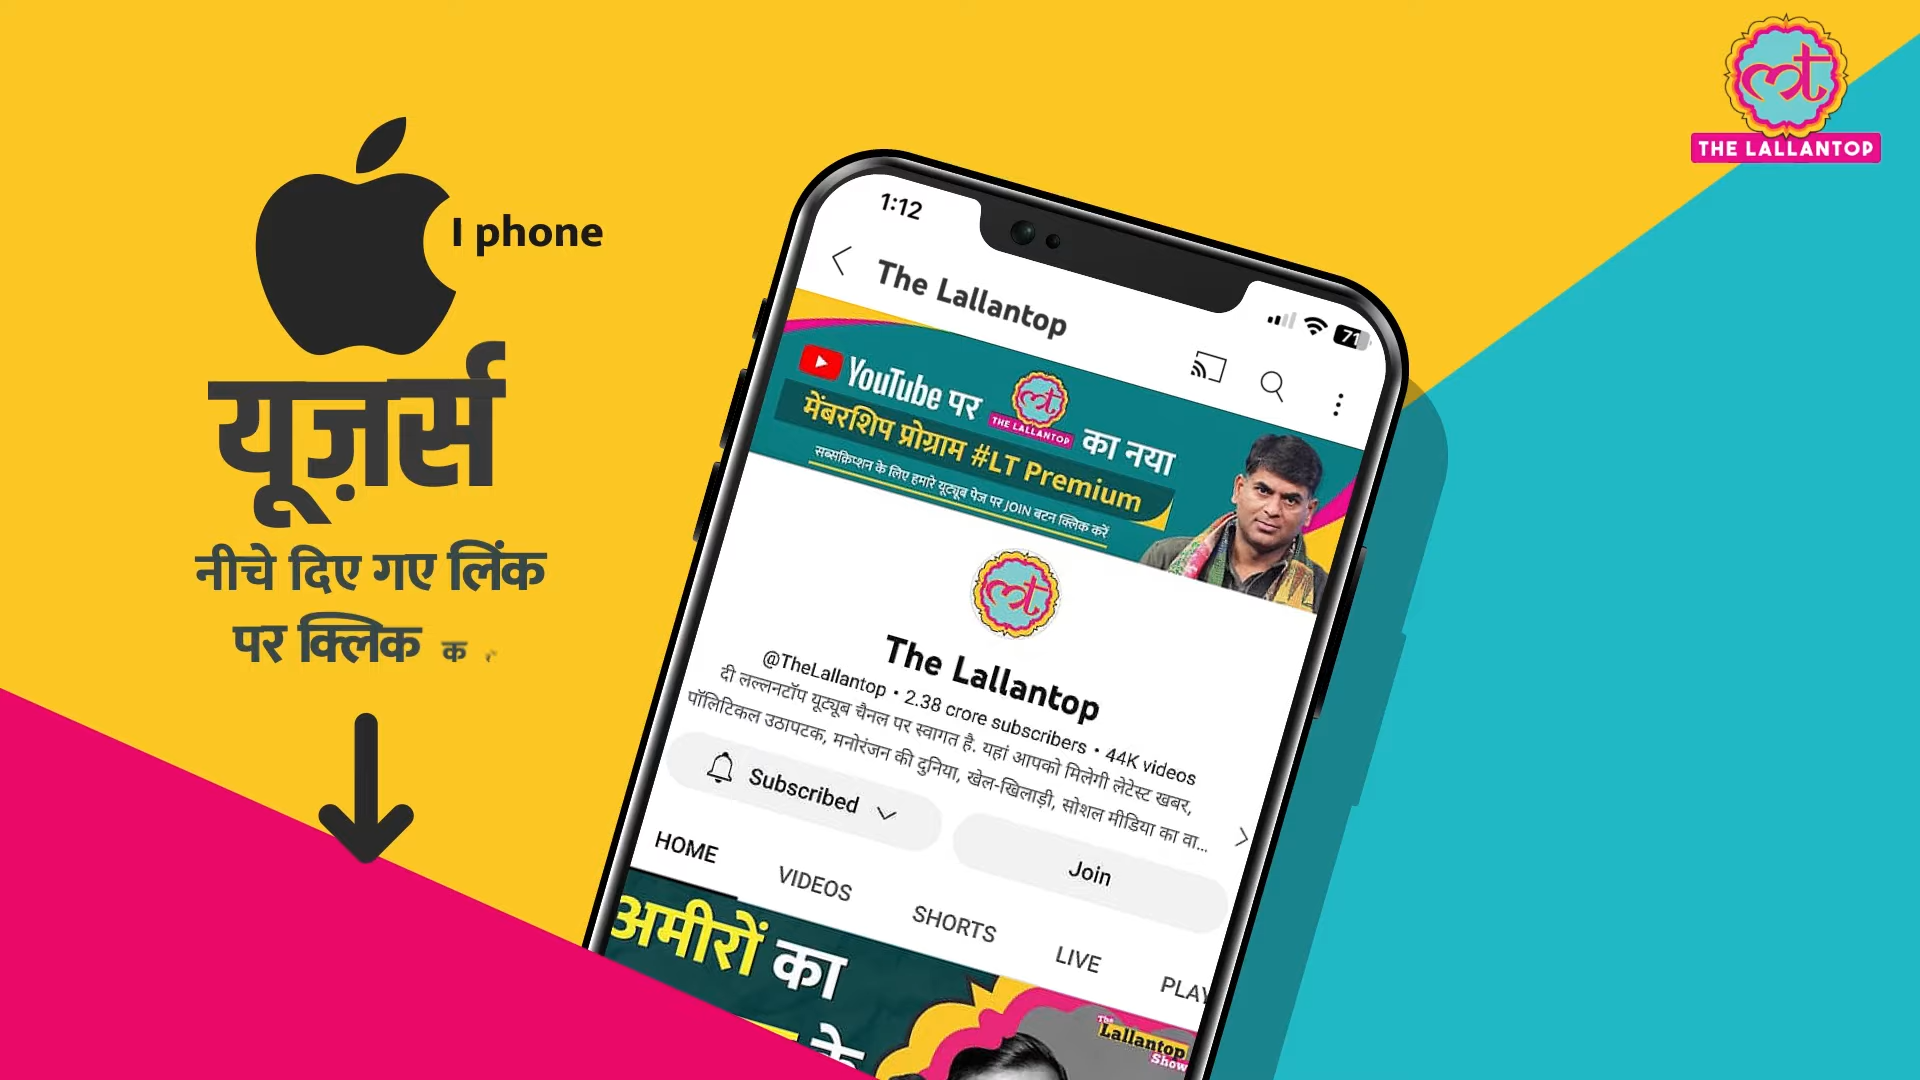 THE LALLANTOP
I phone
यूज़र्स
नीचे दिए गए लिंक
पर क्लिक क
1:12
71
The Lallantop
YouTube पर THE LALLANTOP का नया
मेंबरशिप प्रोग्राम #LT Premium
सब्सक्रिप्शन के लिए हमारे यूट्यूब पेज पर JOIN बटन क्लिक करें
The Lallantop
@TheLallantop • 2.38 crore subscribers • 44K videos
दी लल्लनटॉप यूट्यूब चैनल पर स्वागत है. यहां आपको मिलेगी लेटेस्ट खबर,
पॉलिटिकल उठापटक, मनोरंजन की दुनिया, खेल-खिलाड़ी, सोशल मीडिया का वा...
Subscribed
Join
HOME VIDEOS SHORTS LIVE PLAY
अमीरों का
के
The Lallantop Show